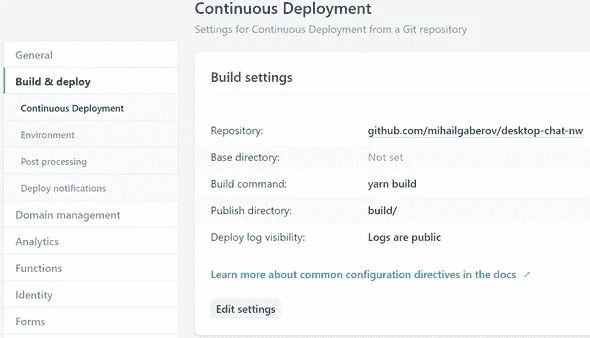 Continuous Deployment
Settings for Continuous Deployment from a Git repository
General
Build & deploy
Continuous Deployment
Environment
Post processing
Deploy notifications
Domain management
Analytics
Functions
Identity
Forms
Build settings
Repository: github.com/mihailgaberov/desktop-chat-nw
Base directory: Not set
Build command: yarn build
Publish directory: build/
Deploy log visibility: Logs are public
Learn more about common configuration directives in the docs ↗
Edit settings